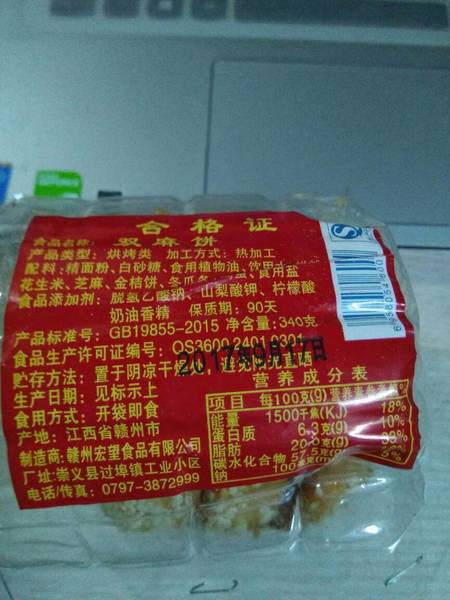 合格证
食品名称: 双麻饼
产品类型: 烘烤类 加工方式: 热加工
配料: 精面粉、白砂糖、食用植物油、饮用
花生米、芝麻、金桔饼、冬瓜 食用盐
食品添加剂: 脱氢乙酸钠、山梨酸钾、柠檬酸
奶油香精 保质期: 90天
产品标准号: GB19855-2015 净含量: 340克
食品生产许可证编号: QS3600 2401 0301
2017年9月17日
贮存方法: 置于阴凉干燥
生产日期: 见标示上
食用方式: 开袋即食
产地: 江西省赣州市
制造商: 赣州宏望食品有限公司
厂址: 崇义县过埠镇工业小区
电话/传真: 0797-3872999
营养成分表
项目 每100克(g)
能量 1500千焦(KJ) 18%
蛋白质 6.3克(g) 10%
脂肪 20.0克(g)
碳水化合物 57.5克(g)
钠